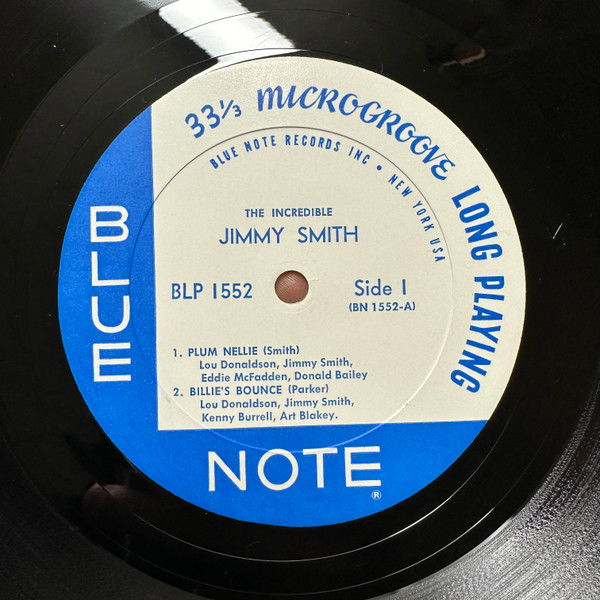 33⅓ MICROGROOVE LONG PLAYING
BLUE NOTE RECORDS INC • NEW YORK USA
THE INCREDIBLE
JIMMY SMITH
BLP 1552
Side 1
(BN 1552-A)
1. PLUM NELLIE (Smith)
Lou Donaldson, Jimmy Smith,
Eddie McFadden, Donald Bailey
2. BILLIE'S BOUNCE (Parker)
Lou Donaldson, Jimmy Smith,
Kenny Burrell, Art Blakey.
BLUE
NOTE
®